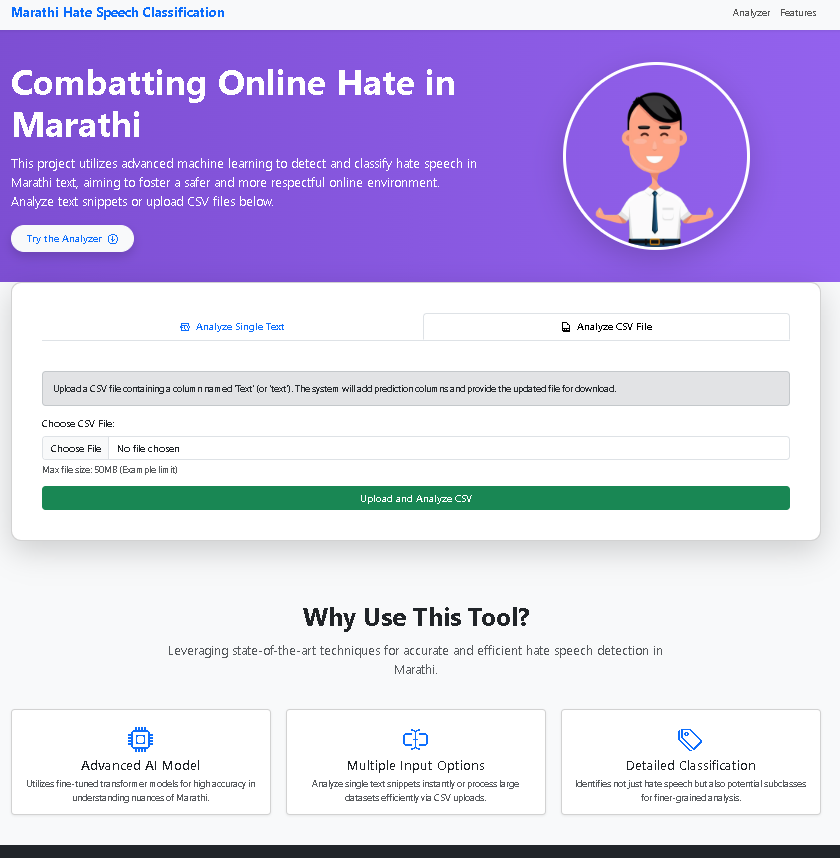 Marathi Hate Speech Classification
Analyzer Features
Combatting Online Hate in
Marathi
This project utilizes advanced machine learning to detect and classify hate speech in
Marathi text, aiming to foster a safer and more respectful online environment.
Analyze text snippets or upload CSV files below.
Try the Analyzer
Analyze Single Text
Analyze CSV File
Upload a CSV file containing a column named 'Text' (or 'text'). The system will add prediction columns and provide the updated file for download.
Choose CSV File:
Choose File No file chosen
Max file size: 50MB (Example limit)
Upload and Analyze CSV
Why Use This Tool?
Leveraging state-of-the-art techniques for accurate and efficient hate speech detection in
Marathi.
Advanced AI Model
Utilizes fine-tuned transformer models for high accuracy in
understanding nuances of Marathi.
Multiple Input Options
Analyze single text snippets instantly or process large
datasets efficiently via CSV uploads.
Detailed Classification
Identifies not just hate speech but also potential subclasses
for finer-grained analysis.